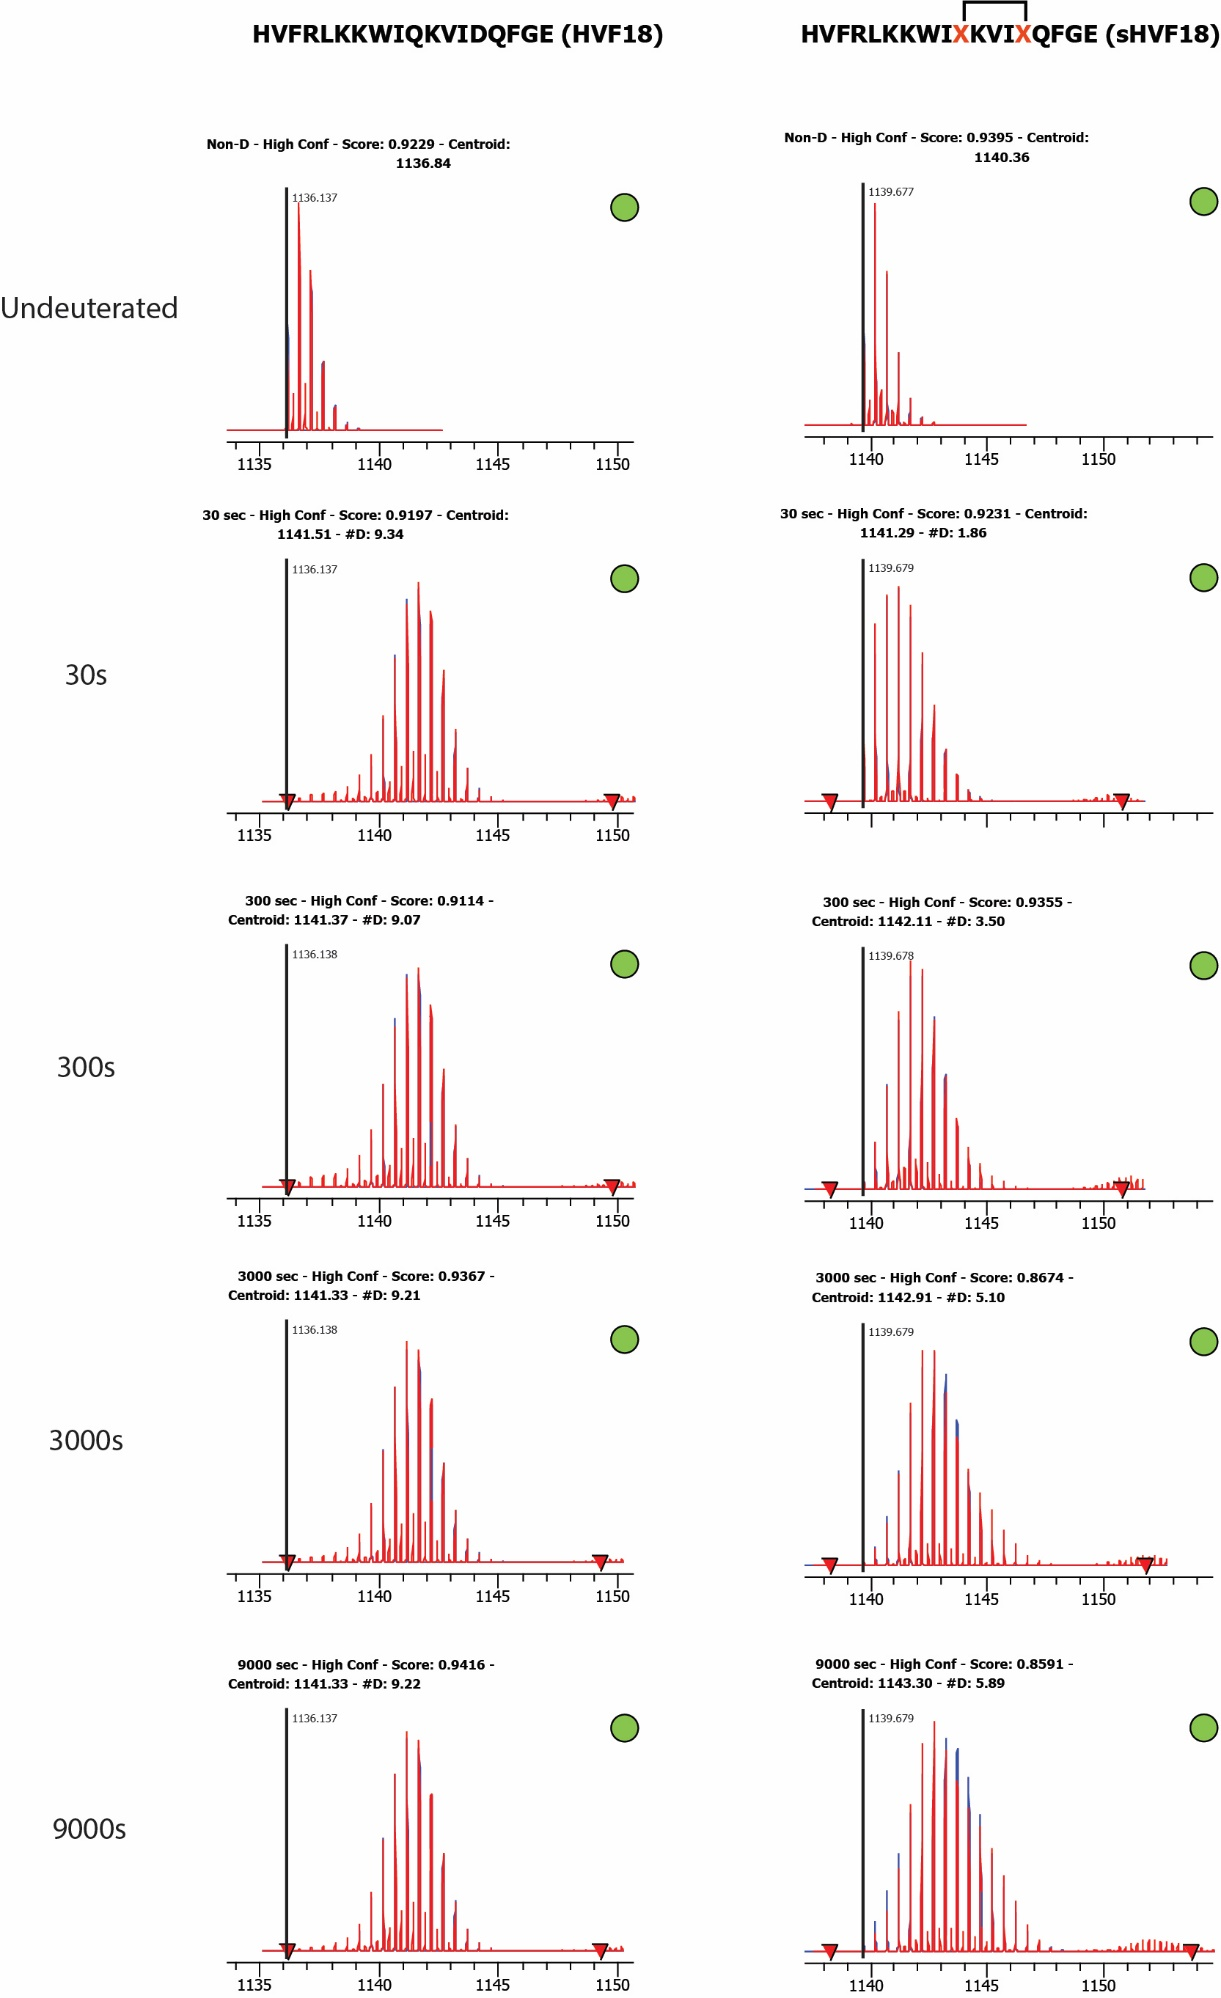 HVFRLKKWIQKVIDQFGE (HVF18)
HVFRLKKWIXKVIXQFGE (sHVF18)
Undeuterated
Non-D - High Conf - Score: 0.9229 - Centroid:
1136.84
1136.137
1135 1140 1145 1150
Non-D - High Conf - Score: 0.9395 - Centroid:
1140.36
1139.677
1140 1145 1150
30s
30 sec - High Conf - Score: 0.9197 - Centroid:
1141.51 - #D: 9.34
1136.137
1135 1140 1145 1150
30 sec - High Conf - Score: 0.9231 - Centroid:
1141.29 - #D: 1.86
1139.679
300s
300 sec - High Conf - Score: 0.9114 -
Centroid: 1141.37 - #D: 9.07
1136.138
1135 1140 1145 1150
300 sec - High Conf - Score: 0.9355 -
Centroid: 1142.11 - #D: 3.50
1139.678
1140 1145 1150
3000s
3000 sec - High Conf - Score: 0.9367 -
Centroid: 1141.33 - #D: 9.21
1136.138
1135 1140 1145 1150
3000 sec - High Conf - Score: 0.8674 -
Centroid: 1142.91 - #D: 5.10
1139.679
1140 1145 1150
9000s
9000 sec - High Conf - Score: 0.9416 -
Centroid: 1141.33 - #D: 9.22
1136.137
1135 1140 1145 1150
9000 sec - High Conf - Score: 0.8591 -
Centroid: 1143.30 - #D: 5.89
1139.679
1140 1145 1150